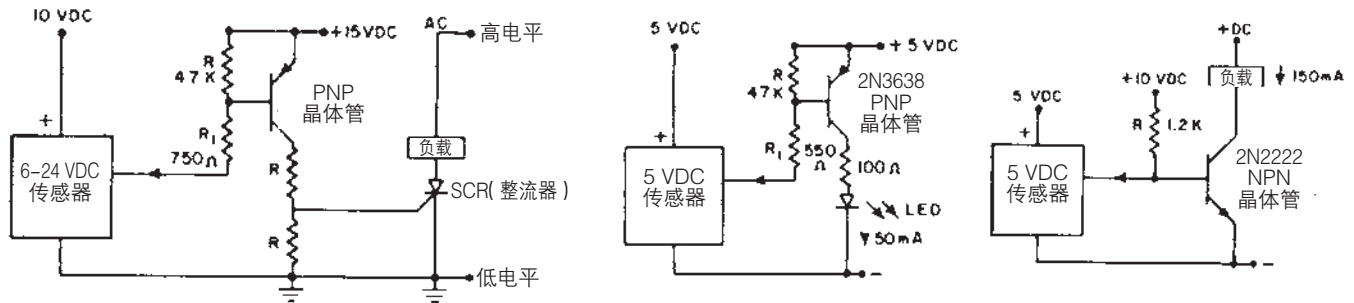 10 VDC
+
6-24 VDC
传感器
R
47K
R1
750Ω
+15VDC
PNP
晶体管
R
R
AC
高电平
负载
SCR(整流器)
低电平
5 VDC
+
5 VDC
传感器
R
47K
R1
550
Ω
+ 5 VDC
2N3638
PNP
晶体管
100Ω
LED
50mA
-
5 VDC
+
5 VDC
传感器
+10 VDC
R
1.2 K
+DC
负载
150mA
2N2222
NPN
晶体管
-